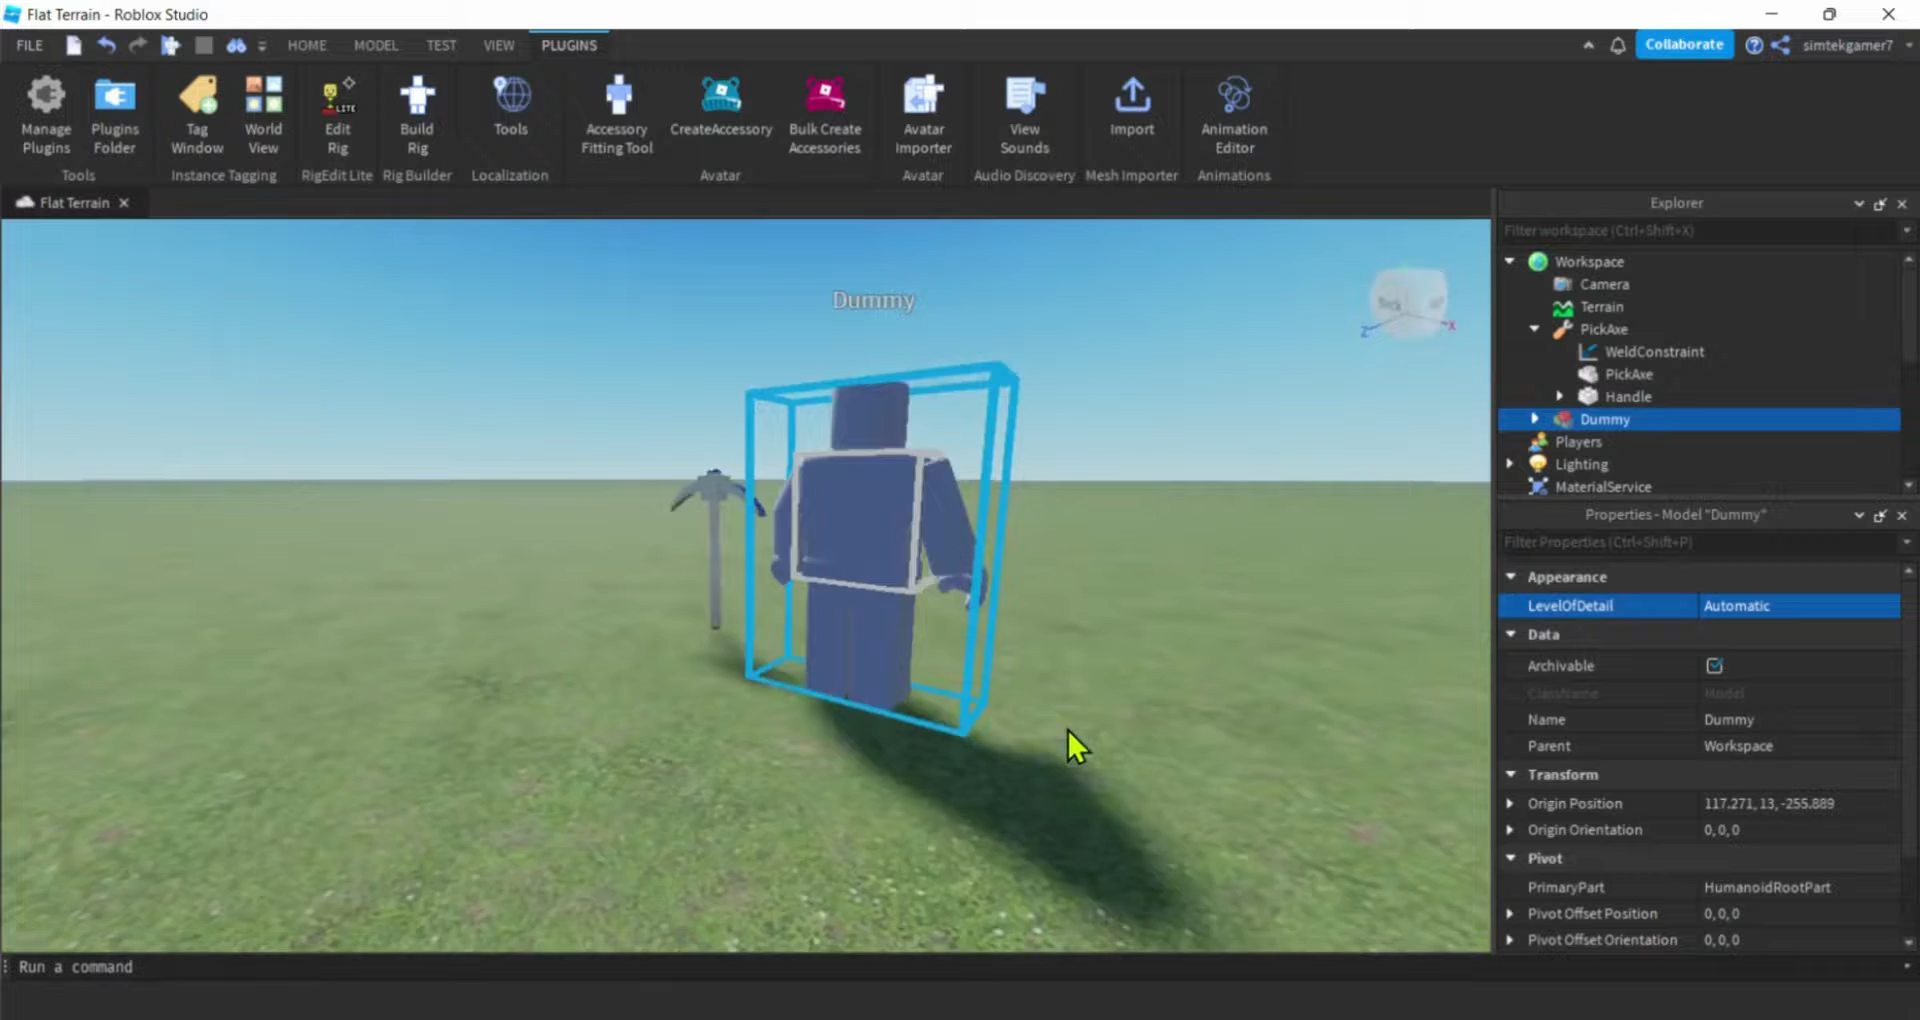 Flat Terrain - Roblox Studio
FILE HOME MODEL TEST VIEW PLUGINS Collaborate simtekgamer7
Manage Plugins
Plugins Folder
Tag Window
World View
LITE
Edit Rig
Build Rig
Tools
Accessory Fitting Tool
CreateAccessory
Bulk Create Accessories
Avatar Importer
View Sounds
Import
Animation Editor
Tools Instance Tagging RigEdit Lite Rig Builder Localization Avatar Avatar Audio Discovery Mesh Importer Animations
Flat Terrain
Dummy
Back
Z X
Explorer
Filter workspace (Ctrl+Shift+X)
Workspace
Camera
Terrain
PickAxe
WeldConstraint
PickAxe
Handle
Dummy
Players
Lighting
MaterialService
Properties - Model "Dummy"
Filter Properties (Ctrl+Shift+P)
Appearance
LevelOfDetail Automatic
Data
Archivable
ClassName Model
Name Dummy
Parent Workspace
Transform
Origin Position 117.271, 13, -255.889
Origin Orientation 0, 0, 0
Pivot
PrimaryPart HumanoidRootPart
Pivot Offset Position 0, 0, 0
Pivot Offset Orientation 0, 0, 0
Run a command